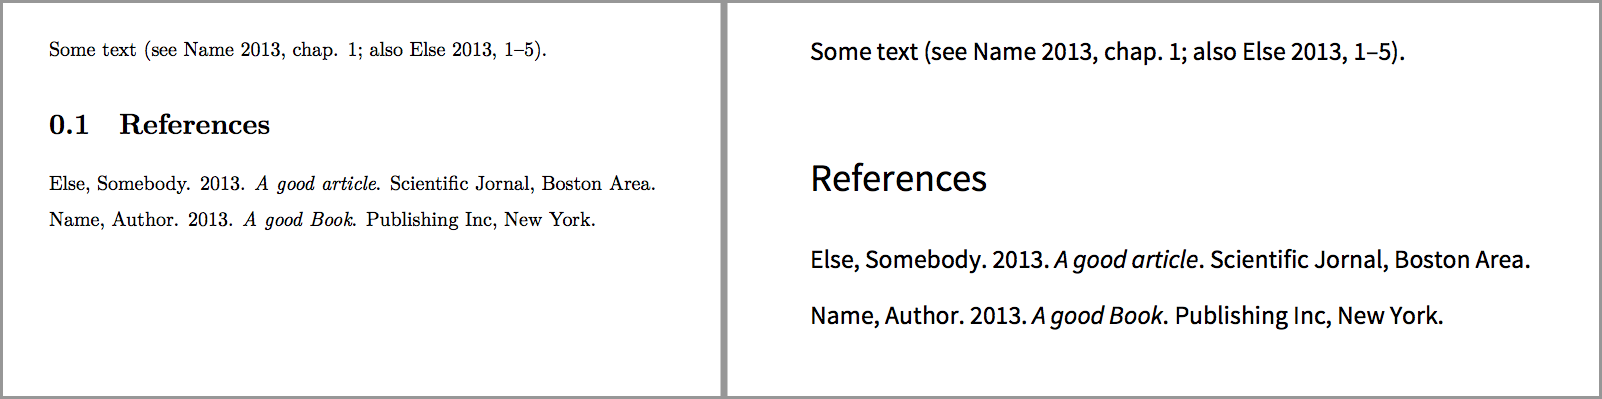 Some text (see Name 2013, chap. 1; also Else 2013, 1–5).
0.1 References
Else, Somebody. 2013. A good article. Scientific Jornal, Boston Area.
Name, Author. 2013. A good Book. Publishing Inc, New York.
Some text (see Name 2013, chap. 1; also Else 2013, 1–5).
References
Else, Somebody. 2013. A good article. Scientific Jornal, Boston Area.
Name, Author. 2013. A good Book. Publishing Inc, New York.